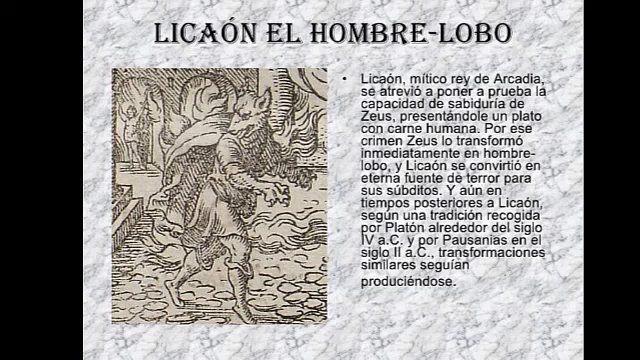 LICAÓN EL HOMBRE-LOBO
• Licaón, mítico rey de Arcadia,
se atrevió a poner a prueba la
capacidad de sabiduría de
Zeus, presentándole un plato
con carne humana. Por ese
crimen Zeus lo transformó
inmediatamente en hombre-
lobo, y Licaón se convirtió en
eterna fuente de terror para
sus súbditos. Y aún en
tiempos posteriores a Licaón,
según una tradición recogida
por Platón alrededor del siglo
IV a.C. y por Pausanias en el
siglo II a.C., transformaciones
similares seguían
produciéndose.